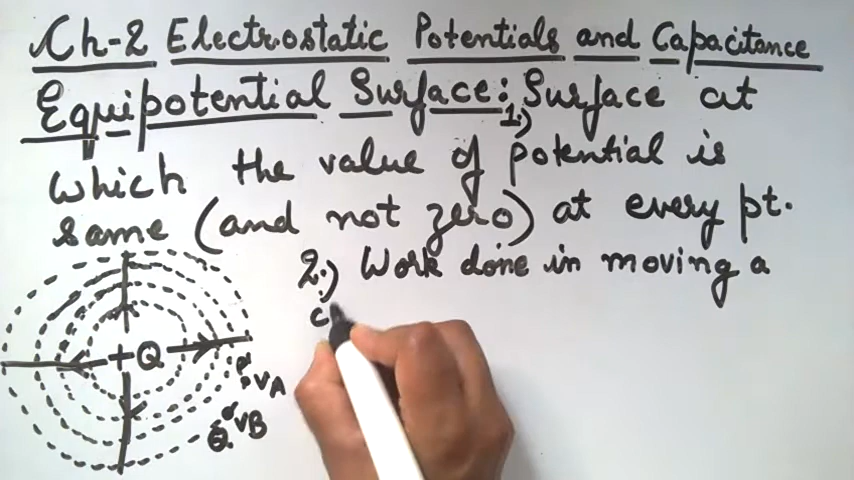 Ch-2 Electrostatic Potentials and Capacitance
Equipotential Surface: 1.) Surface at
which the value of potential is
same (and not zero) at every pt.
2.) Work done in moving a
c
+Q
VA
VB